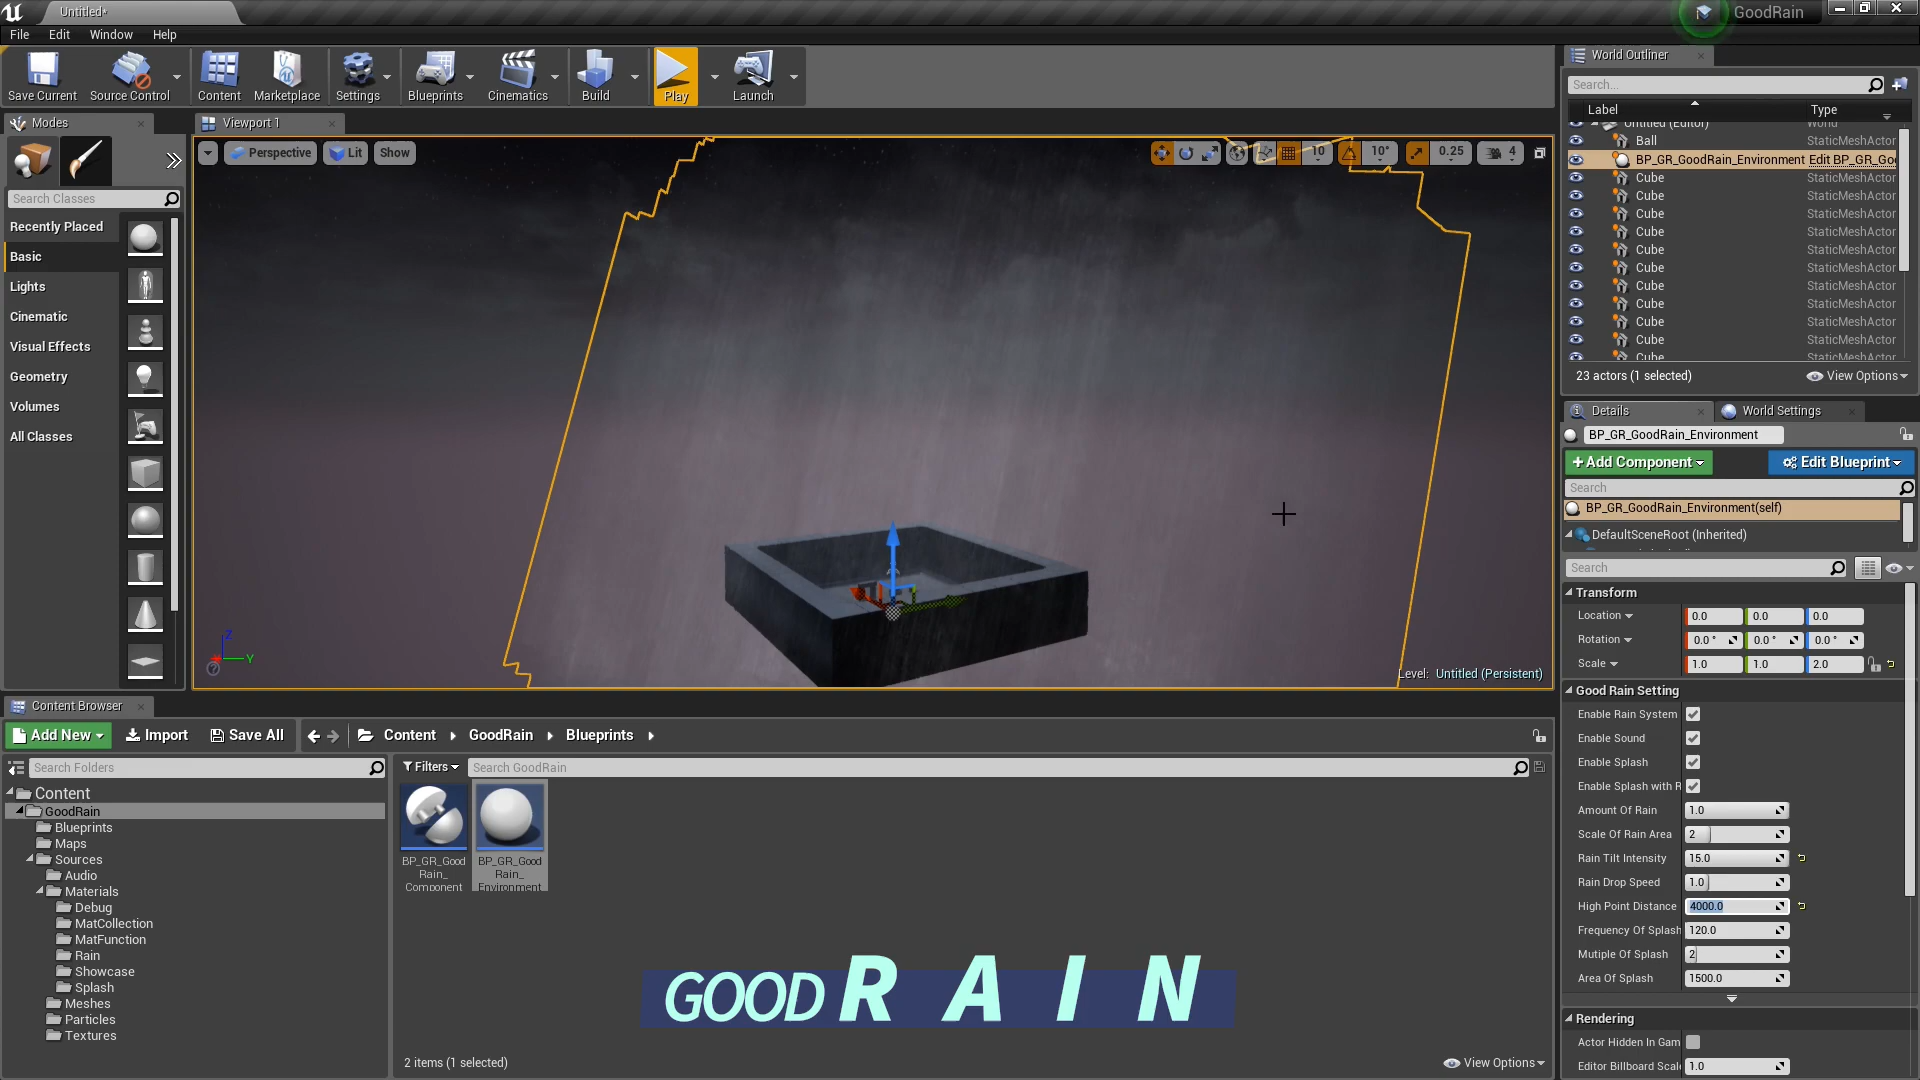 Untitled*
GoodRain
File Edit Window Help
Save Current Source Control Content Marketplace Settings Blueprints Cinematics Build Play Launch
World Outliner
Search...
Label Type
Untitled (Editor) World
Ball StaticMeshActor
BP_GR_GoodRain_Environment Edit BP_GR_Goo
Cube StaticMeshActor
Cube StaticMeshActor
Cube StaticMeshActor
Cube StaticMeshActor
Cube StaticMeshActor
Cube StaticMeshActor
Cube StaticMeshActor
Cube StaticMeshActor
Cube StaticMeshActor
Cube StaticMeshActor
Cube StaticMeshActor
23 actors (1 selected) View Options
Modes
Search Classes
Recently Placed
Basic
Lights
Cinematic
Visual Effects
Geometry
Volumes
All Classes
Viewport 1
Perspective Lit Show
10 10° 0.25 4
Z
Y
Level: Untitled (Persistent)
Details World Settings
BP_GR_GoodRain_Environment
+Add Component Edit Blueprint
Search
BP_GR_GoodRain_Environment(self)
DefaultSceneRoot (Inherited)
Search
Transform
Location 0.0 0.0 0.0
Rotation 0.0 ° 0.0 ° 0.0 °
Scale 1.0 1.0 2.0
Good Rain Setting
Enable Rain System
Enable Sound
Enable Splash
Enable Splash with R
Amount Of Rain 1.0
Scale Of Rain Area 2
Rain Tilt Intensity 15.0
Rain Drop Speed 1.0
High Point Distance 4000.0
Frequency Of Splash 120.0
Mutiple Of Splash 2
Area Of Splash 1500.0
Rendering
Actor Hidden In Gam
Editor Billboard Scal 1.0
Content Browser
Add New Import Save All Content GoodRain Blueprints
Search Folders
Filters Search GoodRain
Content
GoodRain
Blueprints
Maps
Sources
Audio
Materials
Debug
MatCollection
MatFunction
Rain
Showcase
Splash
Meshes
Particles
Textures
BP_GR_Good
Rain_
Component
BP_GR_Good
Rain_
Environment
GOOD RAIN
2 items (1 selected) View Options